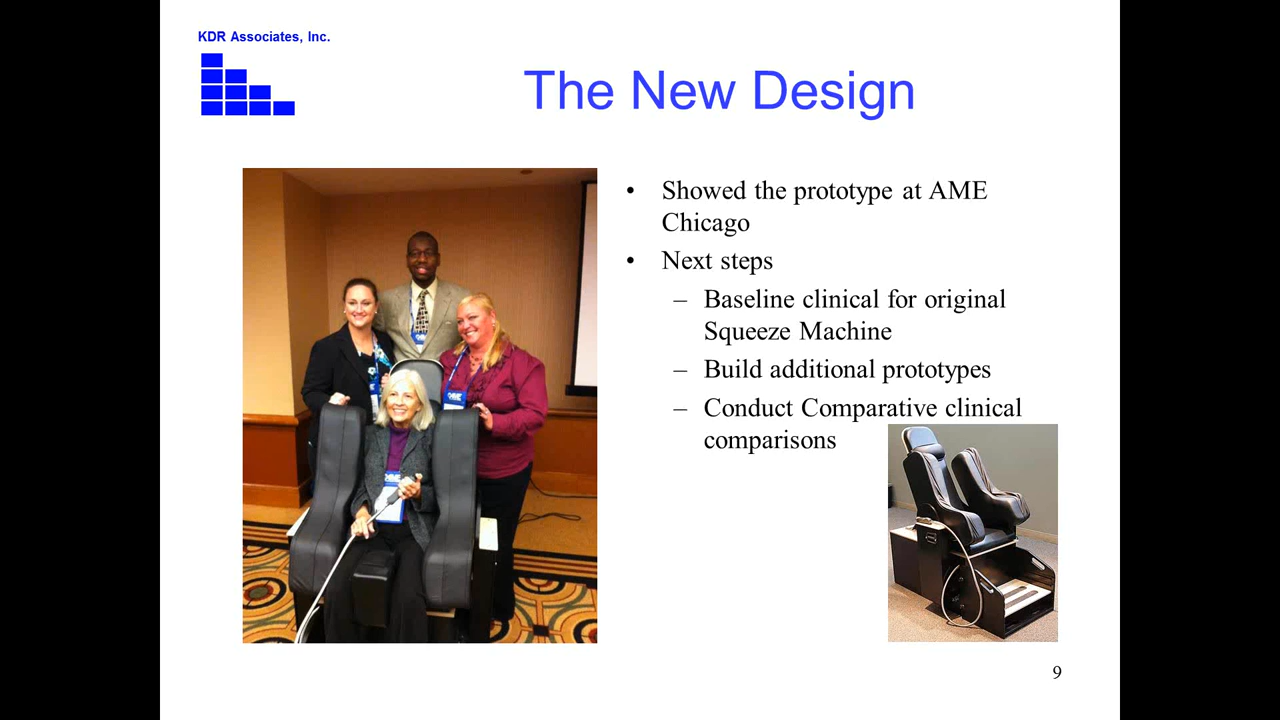 KDR Associates, Inc.
The New Design
• Showed the prototype at AME
Chicago
• Next steps
– Baseline clinical for original
Squeeze Machine
– Build additional prototypes
– Conduct Comparative clinical
comparisons
9